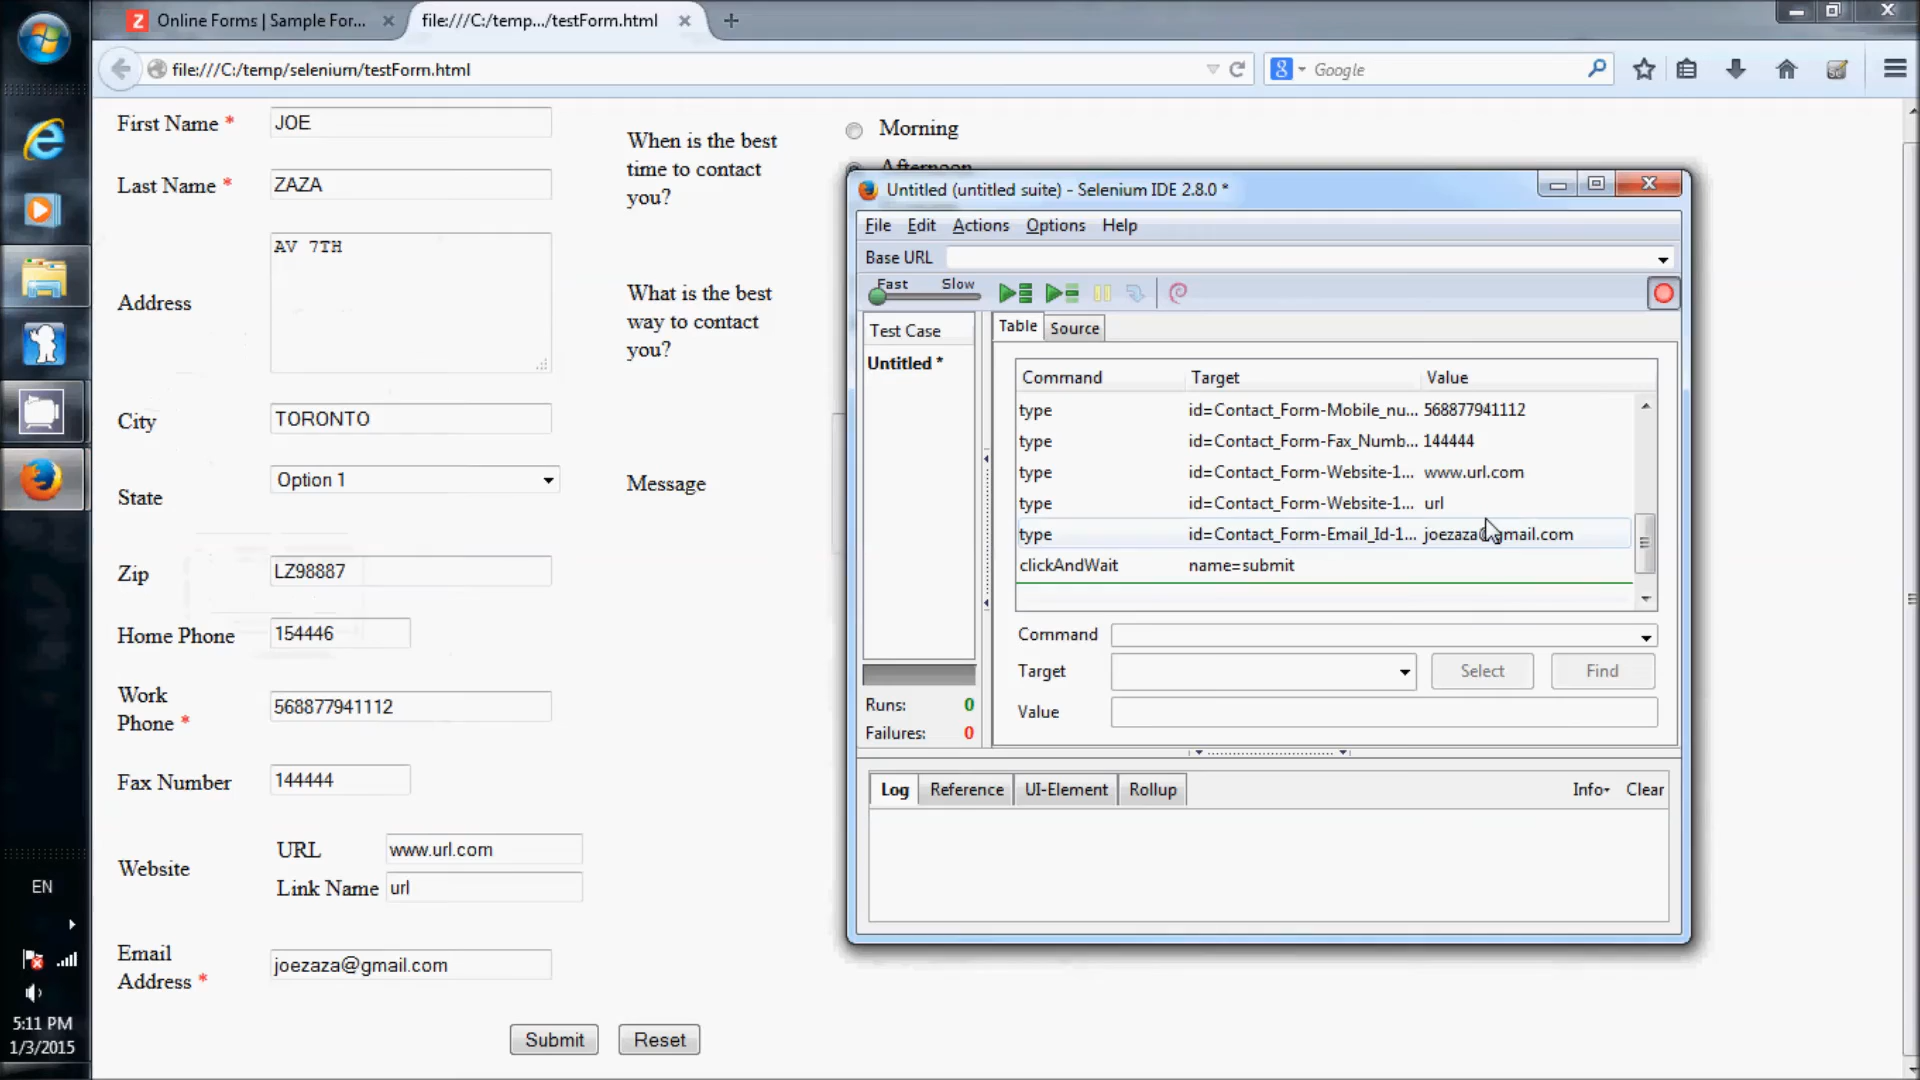 Online Forms | Sample For...
file:///C:/temp.../testForm.html
file:///C:/temp/selenium/testForm.html
Google
First Name *
JOE
Last Name *
ZAZA
Address
AV 7TH
City
TORONTO
State
Option 1
Zip
LZ98887
Home Phone
154446
Work
Phone *
568877941112
Fax Number
144444
Website
URL
www.url.com
Link Name
url
Email
Address *
joezaza@gmail.com
Submit
Reset
When is the best
time to contact
you?
Morning
Afternoon
What is the best
way to contact
you?
Message
Untitled (untitled suite) - Selenium IDE 2.8.0 *
File Edit Actions Options Help
Base URL
Fast Slow
Test Case
Untitled *
Runs: 0
Failures: 0
Table
Source
Command Target Value
type id=Contact_Form-Mobile_nu... 568877941112
type id=Contact_Form-Fax_Numb... 144444
type id=Contact_Form-Website-1... www.url.com
type id=Contact_Form-Website-1... url
type id=Contact_Form-Email_Id-1... joezaza@gmail.com
clickAndWait name=submit
Command
Target
Select
Find
Value
Log
Reference
UI-Element
Rollup
Info
Clear
EN
5:11 PM
1/3/2015